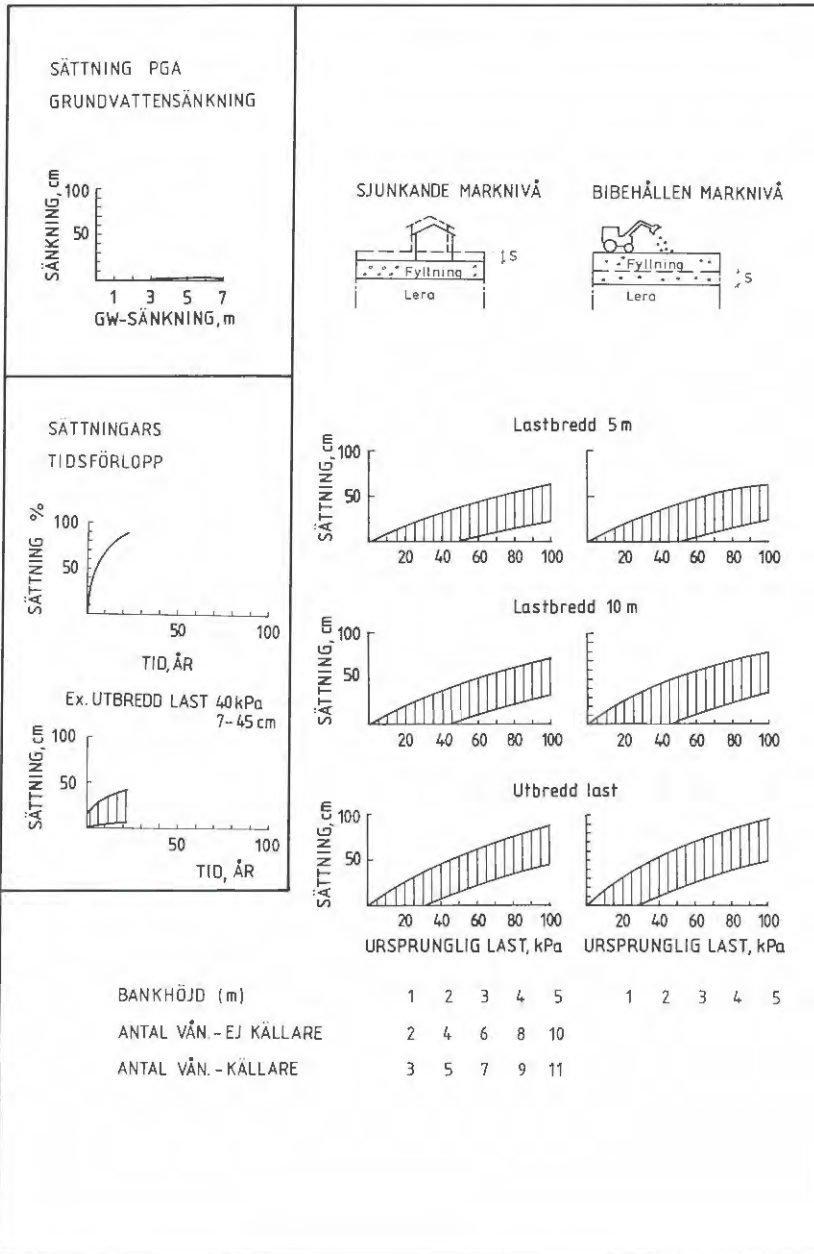 SÄTTNING PGA
GRUNDVATTENSÄNKNING
SÄNKNING, cm
100
50
1 3 5 7
GW-SÄNKNING, m
SJUNKANDE MARKNIVÅ
S
Fyllning
Lera
BIBEHÅLLEN MARKNIVÅ
Fyllning
S
Lera
SÄTTNINGARS
TIDSFÖRLOPP
SÄTTNING %
100
50
50 100
TID, ÅR
Ex. UTBREDD LAST 40 kPa
7-45 cm
SÄTTNING, cm
100
50
50 100
TID, ÅR
Lastbredd 5 m
SÄTTNING, cm
100
50
20 40 60 80 100
20 40 60 80 100
Lastbredd 10 m
SÄTTNING, cm
100
50
20 40 60 80 100
20 40 60 80 100
Utbredd last
SÄTTNING, cm
100
50
20 40 60 80 100
20 40 60 80 100
URSPRUNGLIG LAST, kPa
URSPRUNGLIG LAST, kPa
BANKHÖJD (m) 1 2 3 4 5 1 2 3 4 5
ANTAL VÅN. - EJ KÄLLARE 2 4 6 8 10
ANTAL VÅN. - KÄLLARE 3 5 7 9 11